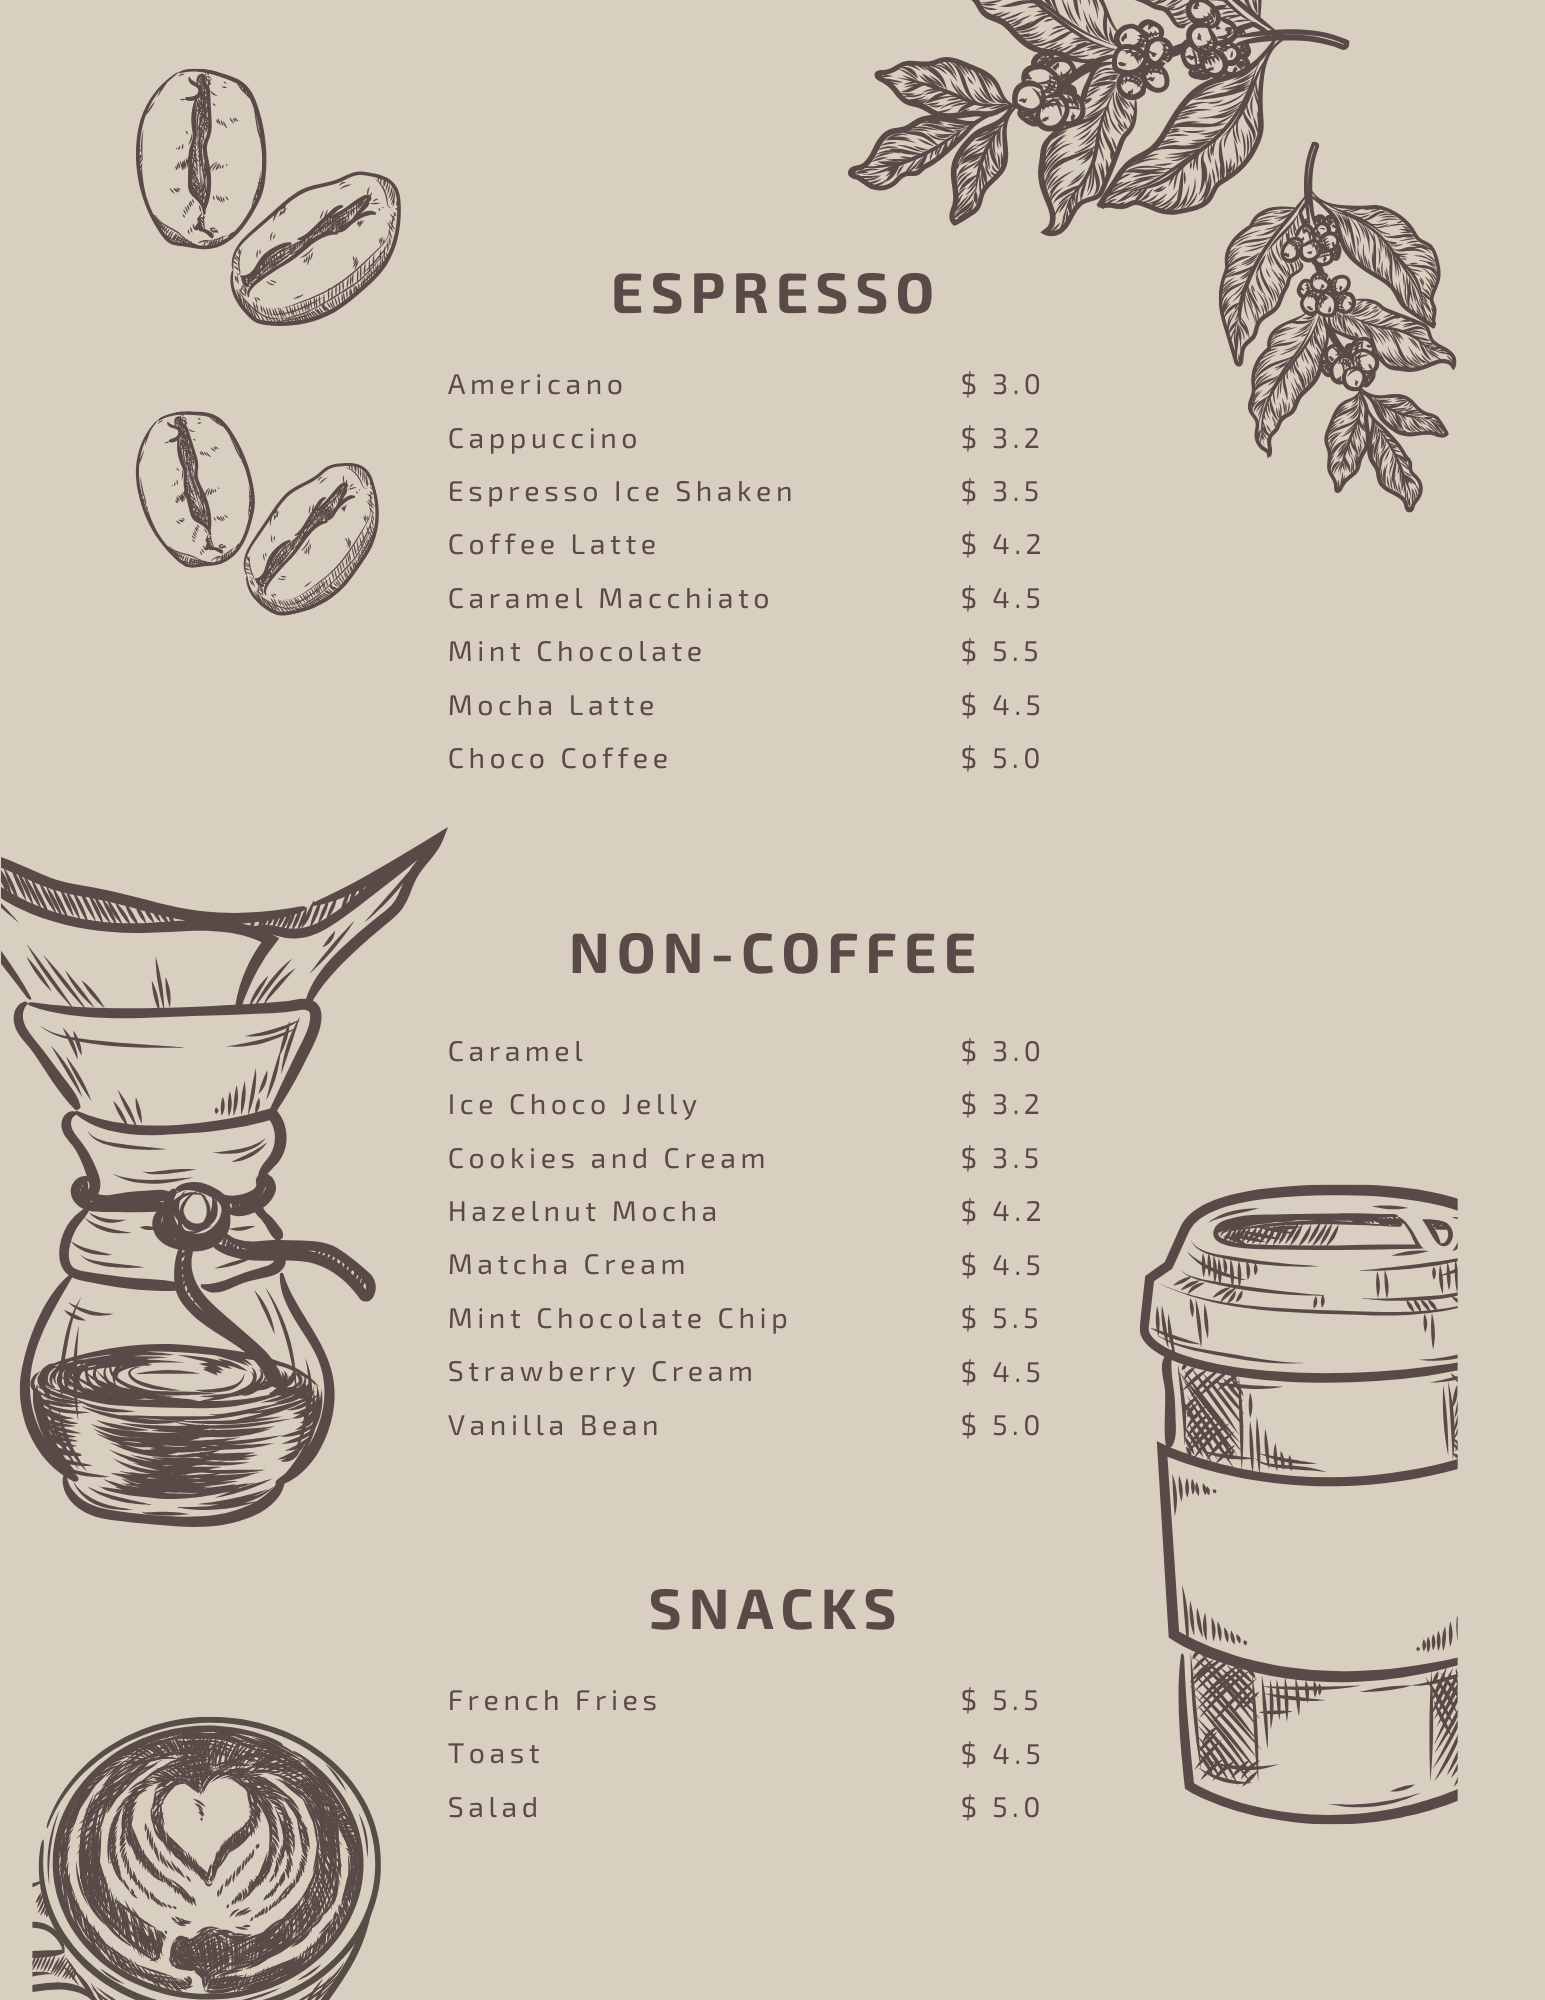 ESPRESSO
Americano $ 3.0
Cappuccino $ 3.2
Espresso Ice Shaken $ 3.5
Coffee Latte $ 4.2
Caramel Macchiato $ 4.5
Mint Chocolate $ 5.5
Mocha Latte $ 4.5
Choco Coffee $ 5.0
NON-COFFEE
Caramel $ 3.0
Ice Choco Jelly $ 3.2
Cookies and Cream $ 3.5
Hazelnut Mocha $ 4.2
Matcha Cream $ 4.5
Mint Chocolate Chip $ 5.5
Strawberry Cream $ 4.5
Vanilla Bean $ 5.0
SNACKS
French Fries $ 5.5
Toast $ 4.5
Salad $ 5.0